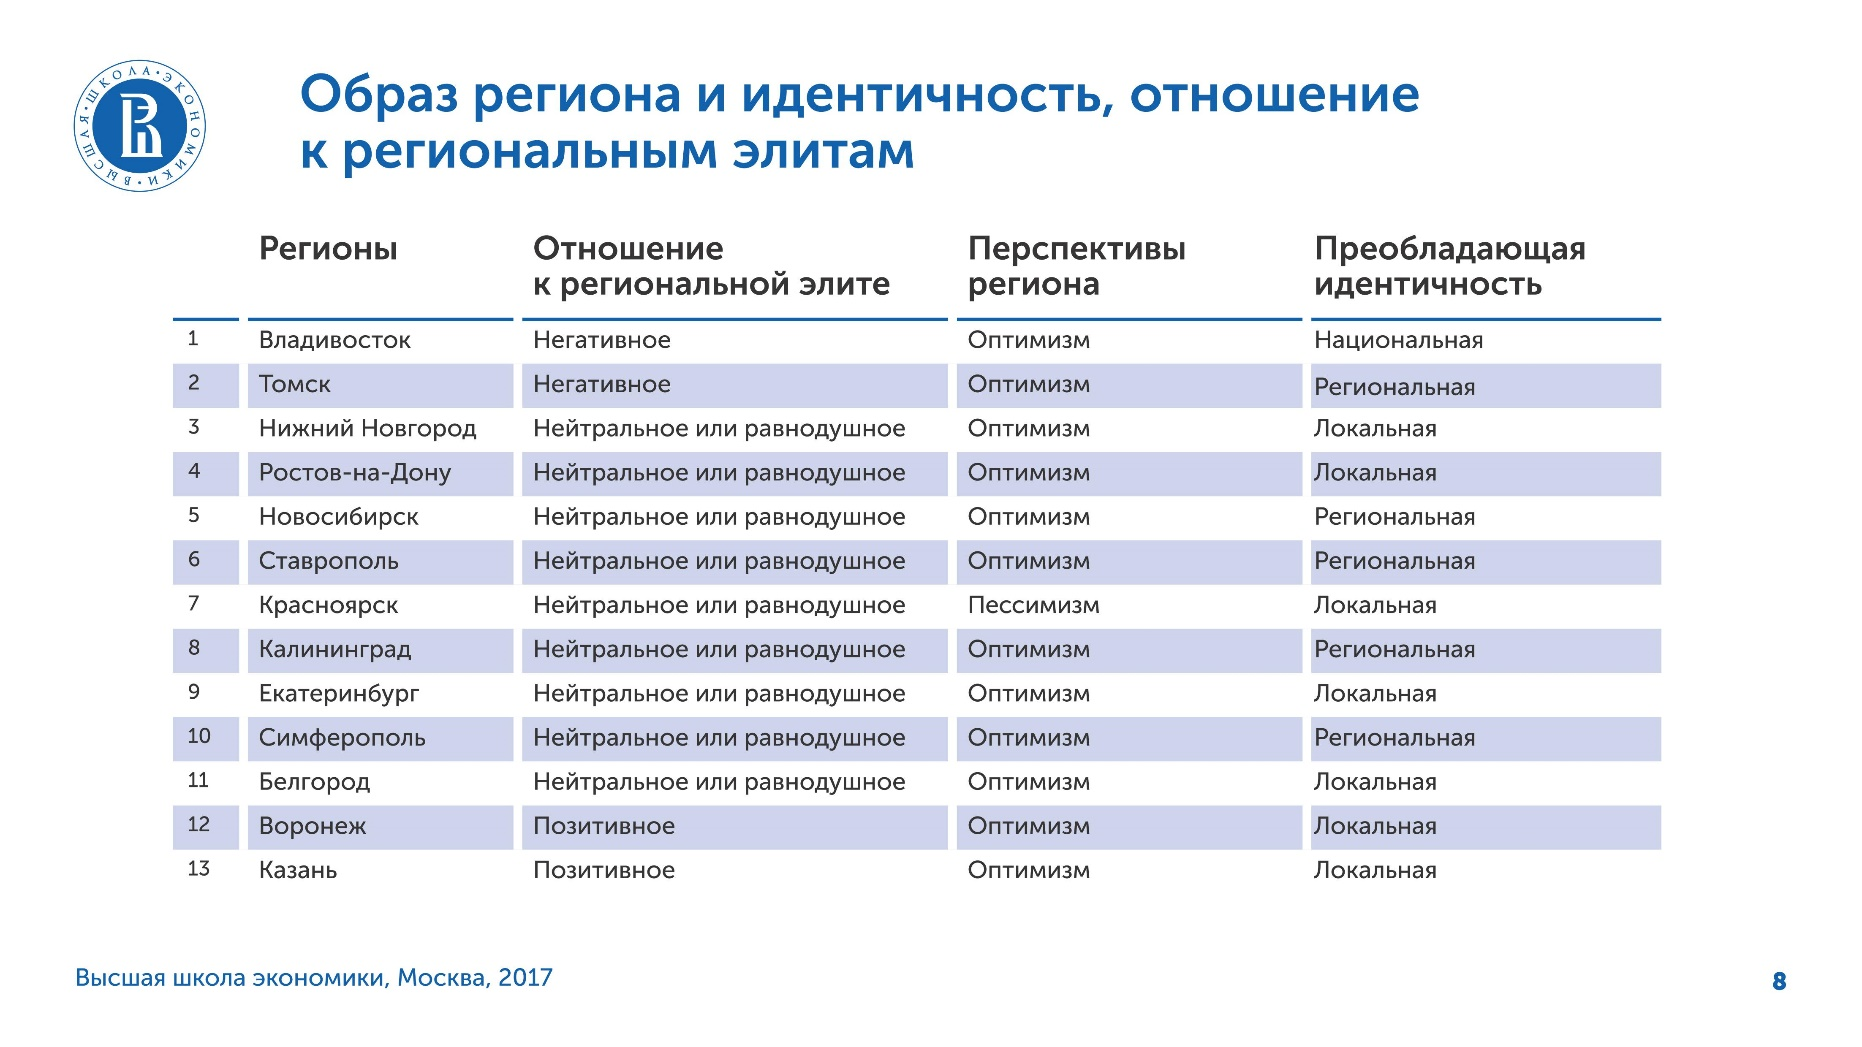 ВЫСШАЯ·ШКОЛА·ЭКОНОМИКИ·
Образ региона и идентичность, отношение
к региональным элитам
Регионы Отношение к региональной элите Перспективы региона Преобладающая идентичность
1 Владивосток Негативное Оптимизм Национальная
2 Томск Негативное Оптимизм Региональная
3 Нижний Новгород Нейтральное или равнодушное Оптимизм Локальная
4 Ростов-на-Дону Нейтральное или равнодушное Оптимизм Локальная
5 Новосибирск Нейтральное или равнодушное Оптимизм Региональная
6 Ставрополь Нейтральное или равнодушное Оптимизм Региональная
7 Красноярск Нейтральное или равнодушное Пессимизм Локальная
8 Калининград Нейтральное или равнодушное Оптимизм Региональная
9 Екатеринбург Нейтральное или равнодушное Оптимизм Локальная
10 Симферополь Нейтральное или равнодушное Оптимизм Региональная
11 Белгород Нейтральное или равнодушное Оптимизм Локальная
12 Воронеж Позитивное Оптимизм Локальная
13 Казань Позитивное Оптимизм Локальная
Высшая школа экономики, Москва, 2017
8